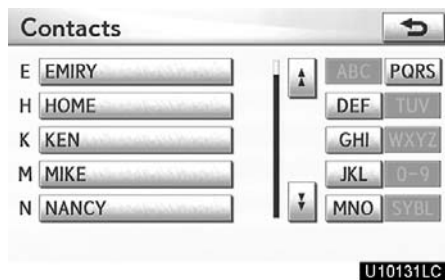 Contacts
E EMIRY ABC PQRS
H HOME DEF TUV
K KEN GHI WXYZ
M MIKE JKL 0-9
N NANCY MNO SYBL
U10131LC